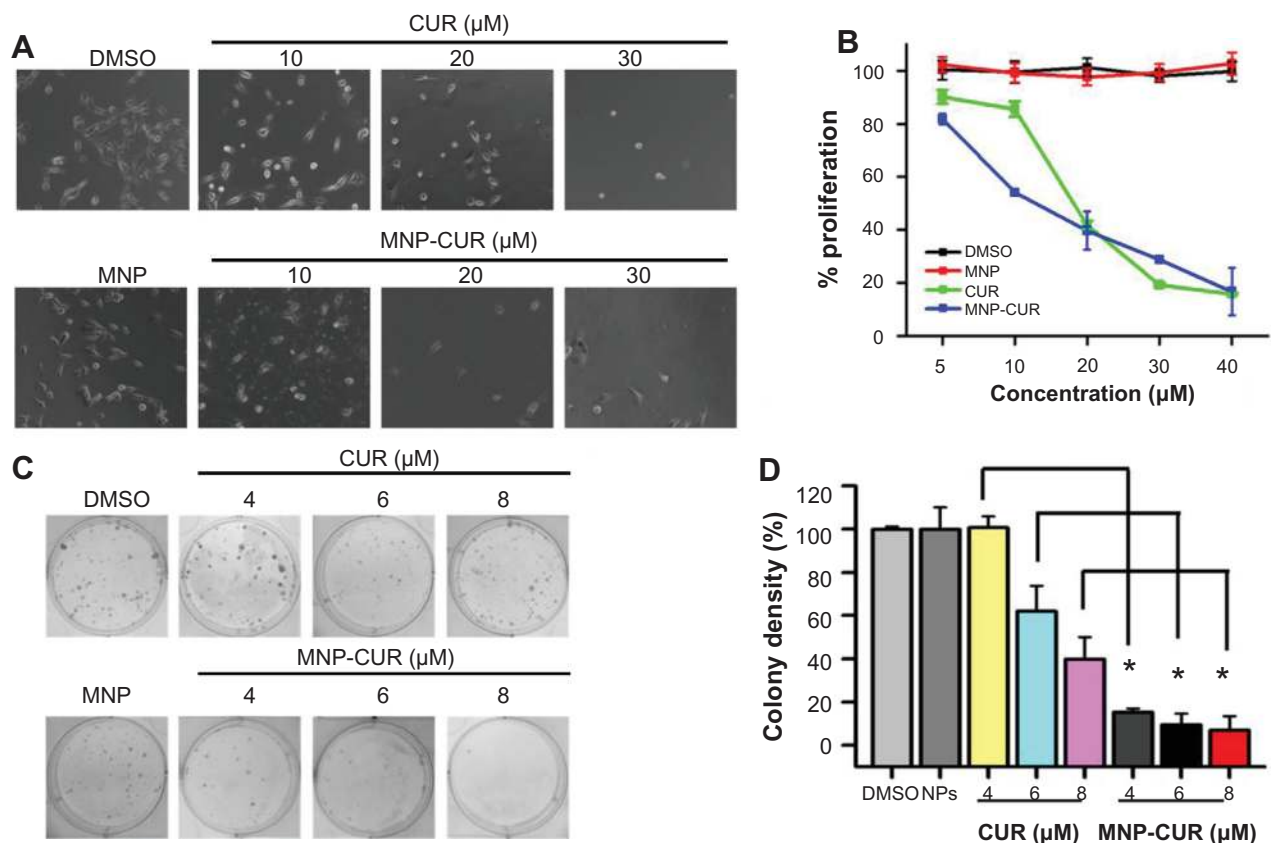 A
CUR (µM)
DMSO 10 20 30
MNP-CUR (µM)
MNP 10 20 30
B
% proliferation
100
80
60
40
20
0
DMSO
MNP
CUR
MNP-CUR
5 10 20 30 40
Concentration (µM)
C
CUR (µM)
DMSO 4 6 8
MNP-CUR (µM)
MNP 4 6 8
D
Colony density (%)
120
100
80
60
40
20
0
* * *
DMSO NPs 4 6 8 4 6 8
CUR (µM) MNP-CUR (µM)